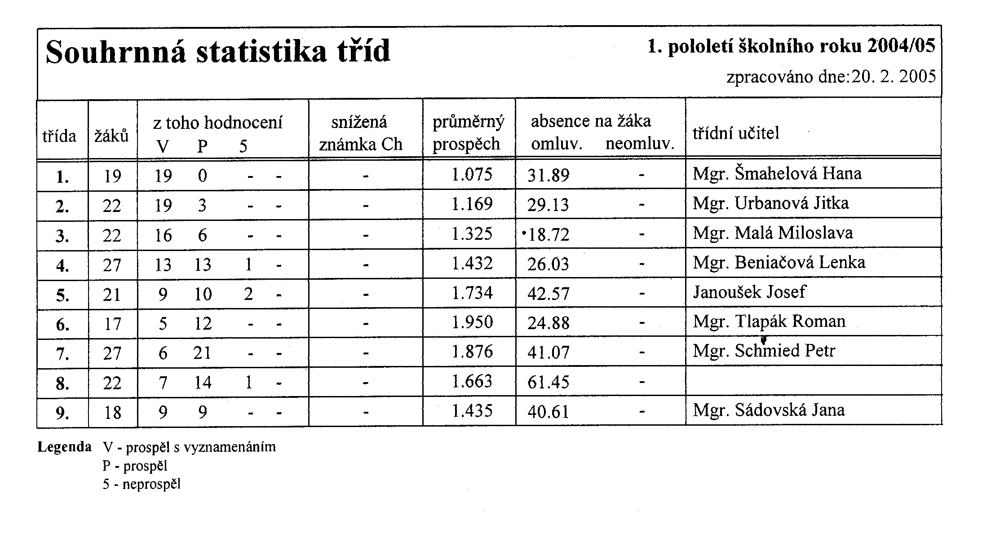 Souhrnná statistika tříd
1. pololetí školního roku 2004/05
zpracováno dne:20. 2. 2005
třída žáků z toho hodnocení V P 5 snížená známka Ch průměrný prospěch absence na žáka omluv. neomluv. třídní učitel
1. 19 19 0 - - - 1.075 31.89 - Mgr. Šmahelová Hana
2. 22 19 3 - - - 1.169 29.13 - Mgr. Urbanová Jitka
3. 22 16 6 - - - 1.325 18.72 - Mgr. Malá Miloslava
4. 27 13 13 1 - - 1.432 26.03 - Mgr. Beniačová Lenka
5. 21 9 10 2 - - 1.734 42.57 - Janoušek Josef
6. 17 5 12 - - - 1.950 24.88 - Mgr. Tlapák Roman
7. 27 6 21 - - - 1.876 41.07 - Mgr. Schmied Petr
8. 22 7 14 1 - - 1.663 61.45 -
9. 18 9 9 - - - 1.435 40.61 - Mgr. Sádovská Jana
Legenda V - prospěl s vyznamenáním
P - prospěl
5 - neprospěl